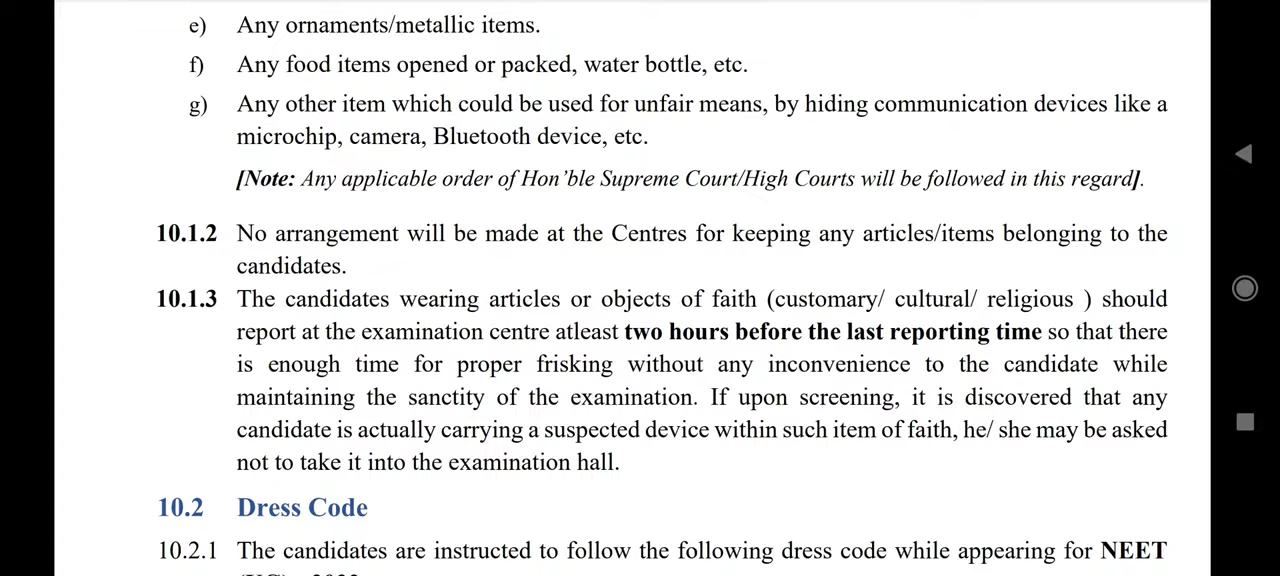 e) Any ornaments/metallic items.
f) Any food items opened or packed, water bottle, etc.
g) Any other item which could be used for unfair means, by hiding communication devices like a
microchip, camera, Bluetooth device, etc.
[Note: Any applicable order of Hon’ble Supreme Court/High Courts will be followed in this regard].
10.1.2 No arrangement will be made at the Centres for keeping any articles/items belonging to the
candidates.
10.1.3 The candidates wearing articles or objects of faith (customary/ cultural/ religious ) should
report at the examination centre atleast two hours before the last reporting time so that there
is enough time for proper frisking without any inconvenience to the candidate while
maintaining the sanctity of the examination. If upon screening, it is discovered that any
candidate is actually carrying a suspected device within such item of faith, he/ she may be asked
not to take it into the examination hall.
10.2 Dress Code
10.2.1 The candidates are instructed to follow the following dress code while appearing for NEET